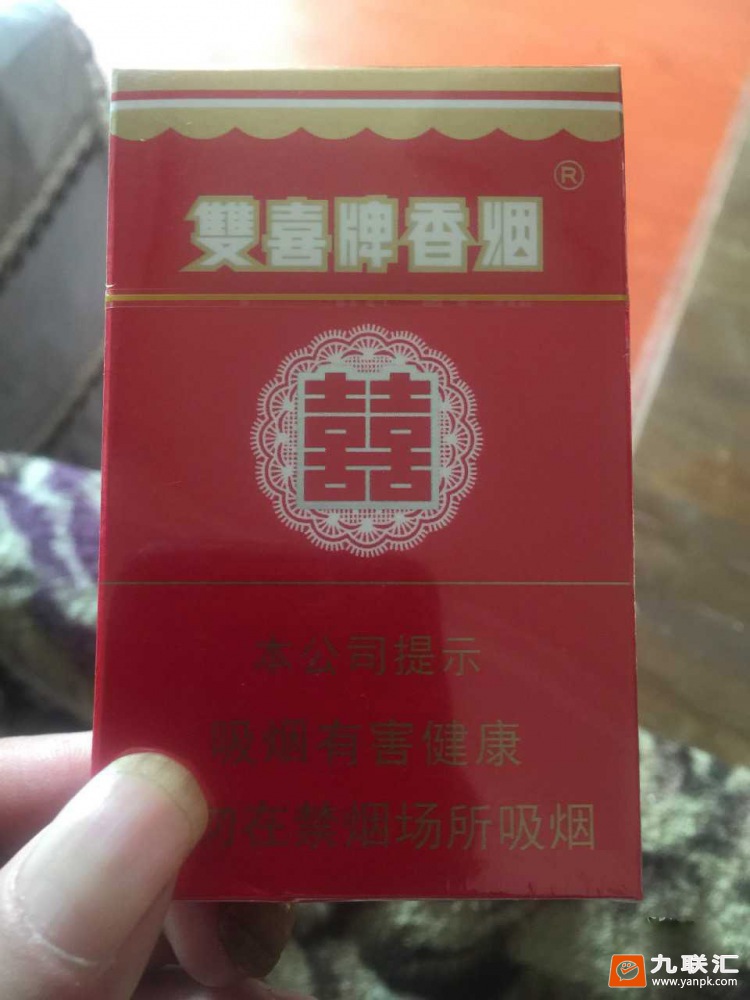 雙喜牌香烟
®
囍
本公司提示
吸烟有害健康
勿在禁烟场所吸烟
九联汇
www.yanpk.com